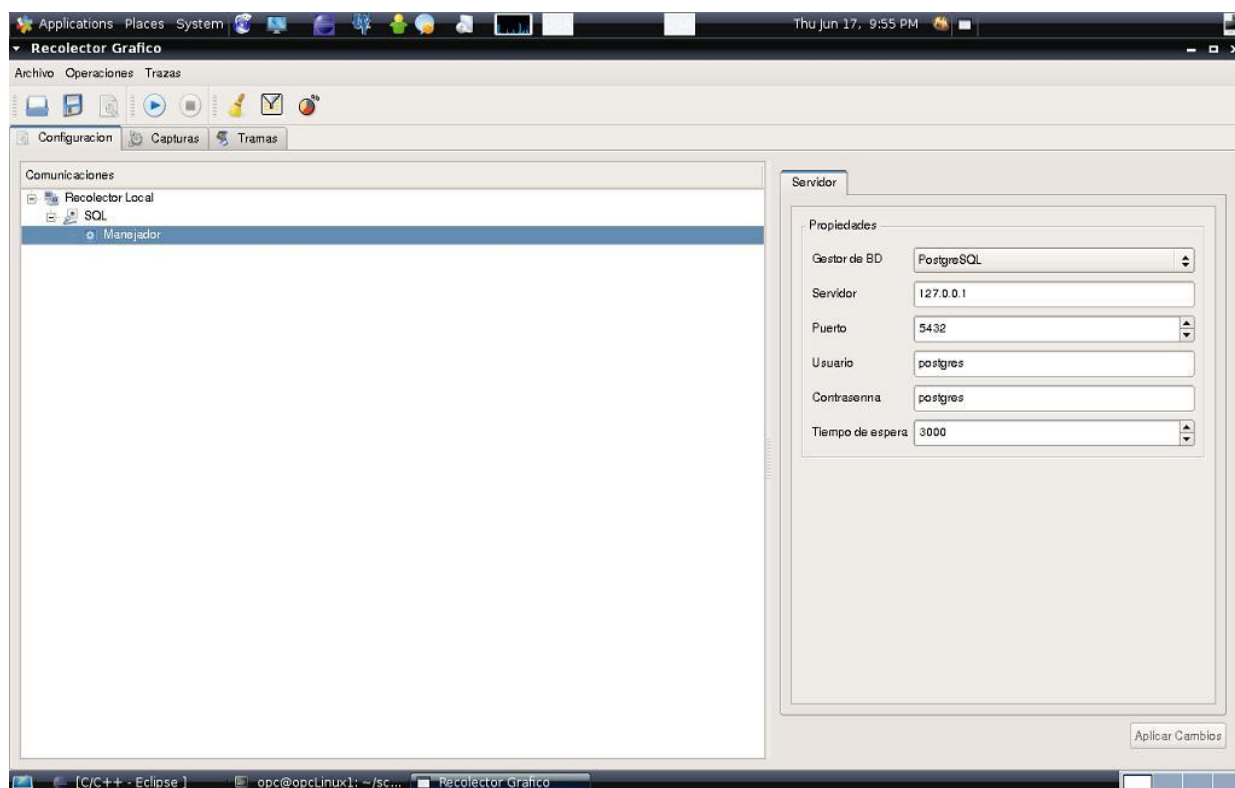 Applications Places System Thu Jun 17, 9:55 PM
Recolector Grafico
Archivo Operaciones Trazas
Configuracion Capturas Tramas
Comunicaciones
Recolector Local
SQL
Manejador
Servidor
Propiedades
Gestor de BD PostgreSQL
Servidor 127.0.0.1
Puerto 5432
Usuario postgres
Contrasenna postgres
Tiempo de espera 3000
Aplicar Cambios
[C/C++ - Eclipse ] opc@opcLinux1: ~/sc... Recolector Grafico